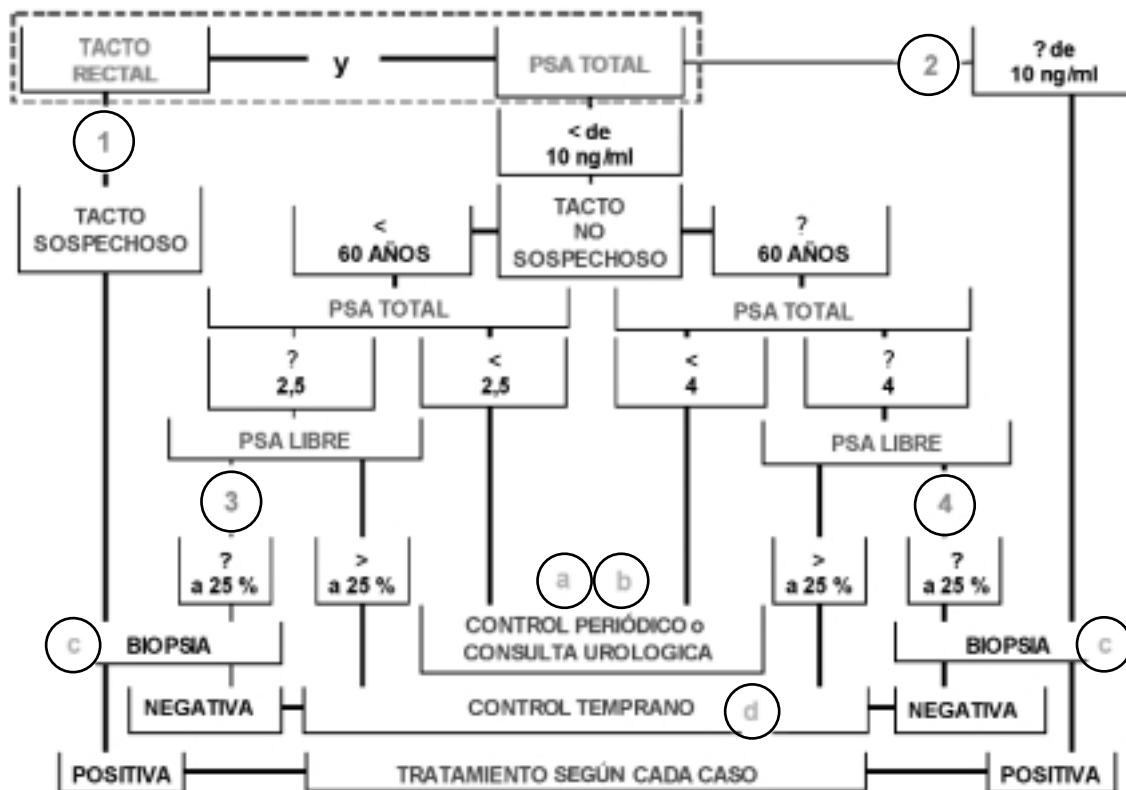 TACTO
RECTAL
y
PSA TOTAL
2
? de
10 ng/ml
1
< de
10 ng/ml
TACTO
SOSPECHOSO
<
60 AÑOS
TACTO
NO
SOSPECHOSO
?
60 AÑOS
PSA TOTAL
PSA TOTAL
?
2,5
<
2,5
<
4
?
4
PSA LIBRE
PSA LIBRE
3
4
?
a 25 %
>
a 25 %
a
b
>
a 25 %
?
a 25 %
c
BIOPSIA
CONTROL PERIÓDICO o
CONSULTA UROLOGICA
BIOPSIA
c
NEGATIVA
CONTROL TEMPRANO
d
NEGATIVA
POSITIVA
TRATAMIENTO SEGÚN CADA CASO
POSITIVA